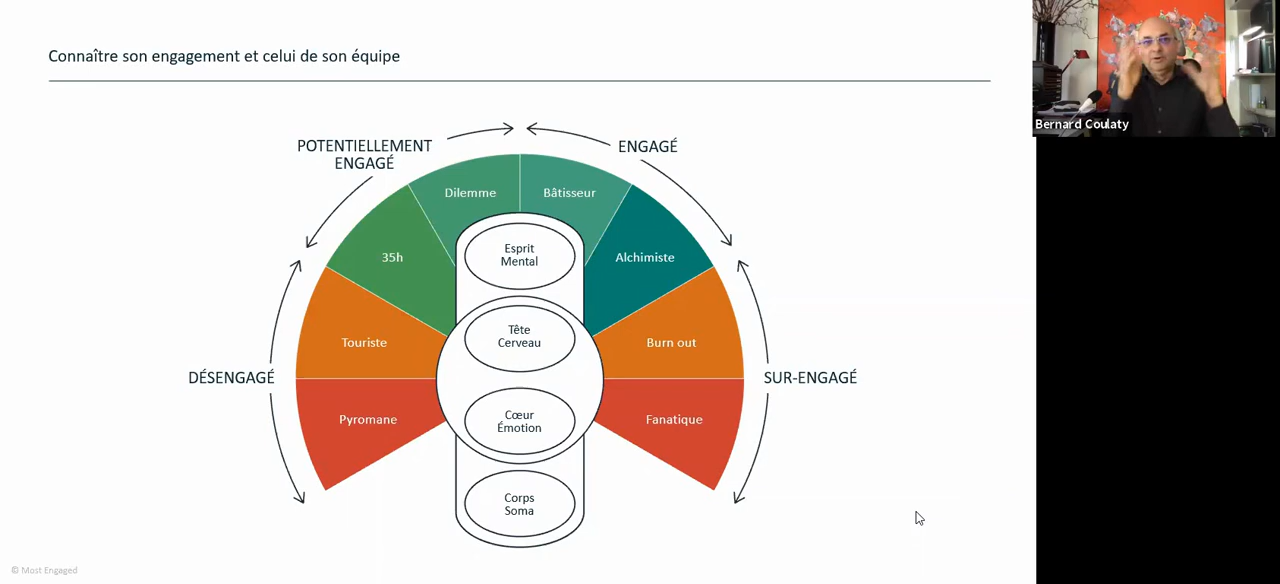 Connaître son engagement et celui de son équipe
Bernard Coulaty
POTENTIELLEMENT
ENGAGÉ
ENGAGÉ
Dilemme
Bâtisseur
35h
Alchimiste
Esprit
Mental
Touriste
Tête
Cerveau
Burn out
DÉSENGAGÉ
SUR-ENGAGÉ
Pyromane
Cœur
Émotion
Fanatique
Corps
Soma
© Most Engaged